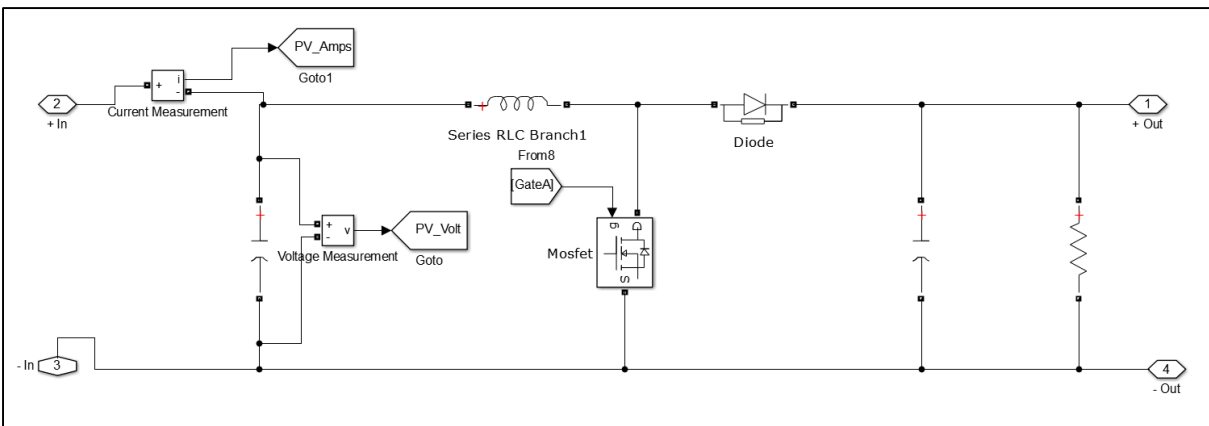 PV_Amps
Goto1
i
+
-
2
+ In
Current Measurement
+
Series RLC Branch1
Diode
1
+ Out
From8
[GateA]
+
+
-
v
Voltage Measurement
PV_Volt
Goto
g
D
S
Mosfet
+
+
- In
3
4
- Out